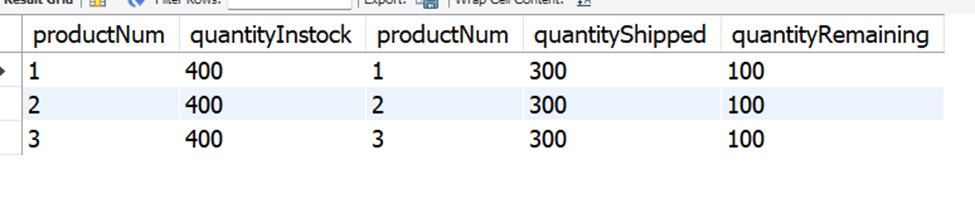 Result Grid Filter Rows: Export: Wrap Cell Content:
productNum quantityInstock productNum quantityShipped quantityRemaining
1 400 1 300 100
2 400 2 300 100
3 400 3 300 100